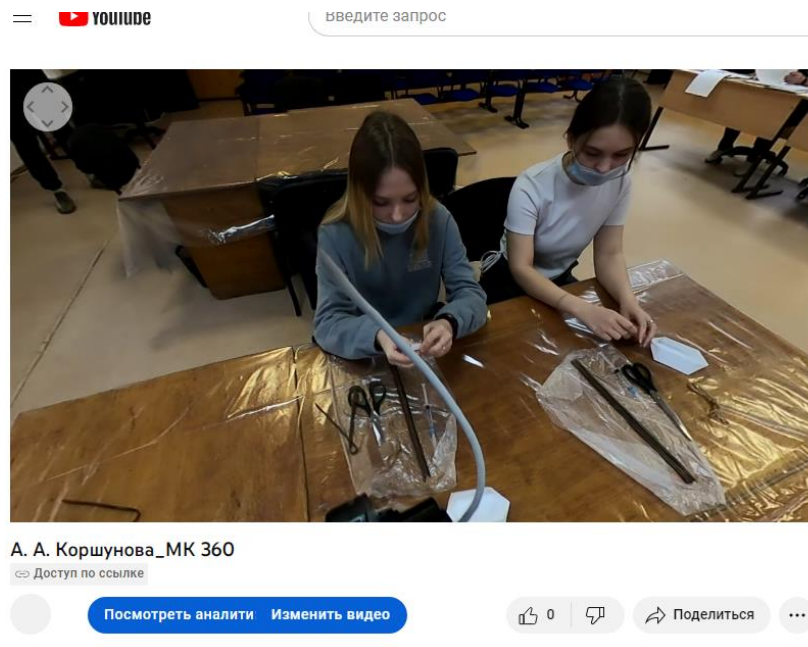 YouTube
Введите запрос
А. А. Коршунова_МК 360
Доступ по ссылке
Посмотреть аналити Изменить видео
0
Поделиться